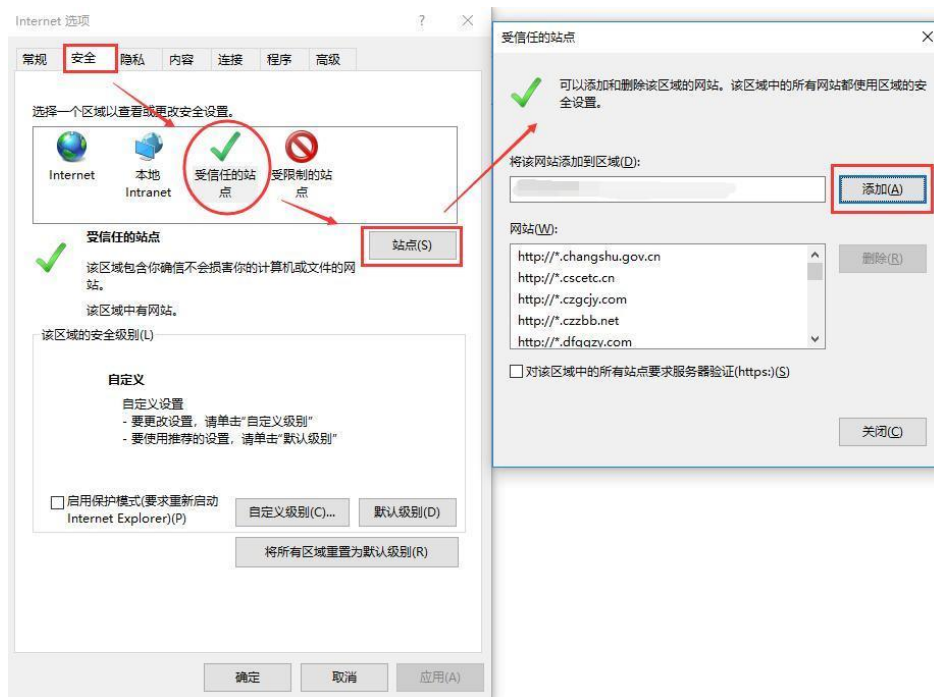 Internet 选项
常规 安全 隐私 内容 连接 程序 高级
选择一个区域以查看或更改安全设置。
Internet
本地
Intranet
受信任的站
点
受限制的站
点
受信任的站点
站点(S)
该区域包含你确信不会损害你的计算机或文件的网
站。
该区域中有网站。
该区域的安全级别(L)
自定义
自定义设置
- 要更改设置，请单击"自定义级别"
- 要使用推荐的设置，请单击"默认级别"
启用保护模式(要求重新启动
Internet Explorer)(P)
自定义级别(C)...
默认级别(D)
将所有区域重置为默认级别(R)
确定
取消
应用(A)
受信任的站点
可以添加和删除该区域的网站。该区域中的所有网站都使用区域的安
全设置。
将该网站添加到区域(D):
添加(A)
网站(W):
http://*.changshu.gov.cn
http://*.cscetc.cn
http://*.czgcjy.com
http://*.czzbb.net
http://*.dfggzy.com
删除(R)
对该区域中的所有站点要求服务器验证(https:)(S)
关闭(C)